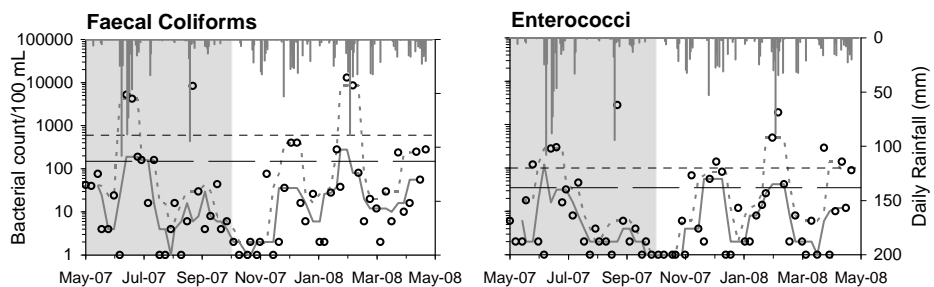 Faecal Coliforms
Enterococci
Bacterial count/100 mL
100000
10000
1000
100
10
1
May-07 Jul-07 Sep-07 Nov-07 Jan-08 Mar-08 May-08
May-07 Jul-07 Sep-07 Nov-07 Jan-08 Mar-08 May-08
0
50
100
150
200
Daily Rainfall (mm)